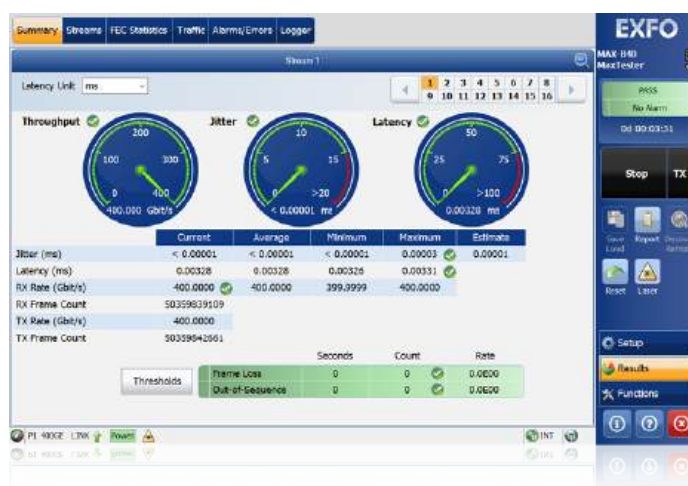 Summary Streams FEC Statistics Traffic Alarms/Errors Logger
EXFO
MAX-840
MaxTester
Stream 1
Latency Unit ms
1 2 3 4 5 6 7 8
9 10 11 12 13 14 15 16
PASS
No Alarm
0d 00:03:31
Throughput
200
100 300
0 400
400.000 Gbit/s
Jitter
10
5 15
0 >20
< 0.00001 ms
Latency
50
25 75
0 >100
0.00328 ms
Stop TX
Save
Load
Report
Reset Laser
Current Average Minimum Maximum Estimate
Jitter (ms) < 0.00001 < 0.00001 < 0.00001 0.00003 0.00001
Latency (ms) 0.00328 0.00328 0.00326 0.00331
RX Rate (Gbit/s) 400.0000 400.0000 399.9999 400.0000
RX Frame Count 50359839109
TX Rate (Gbit/s) 400.0000
TX Frame Count 50359842661
Seconds Count Rate
Thresholds
Frame Loss 0 0 0.0E00
Out-of-Sequence 0 0 0.0E00
Setup
Results
Functions
P1 400GE LINK Power
INT